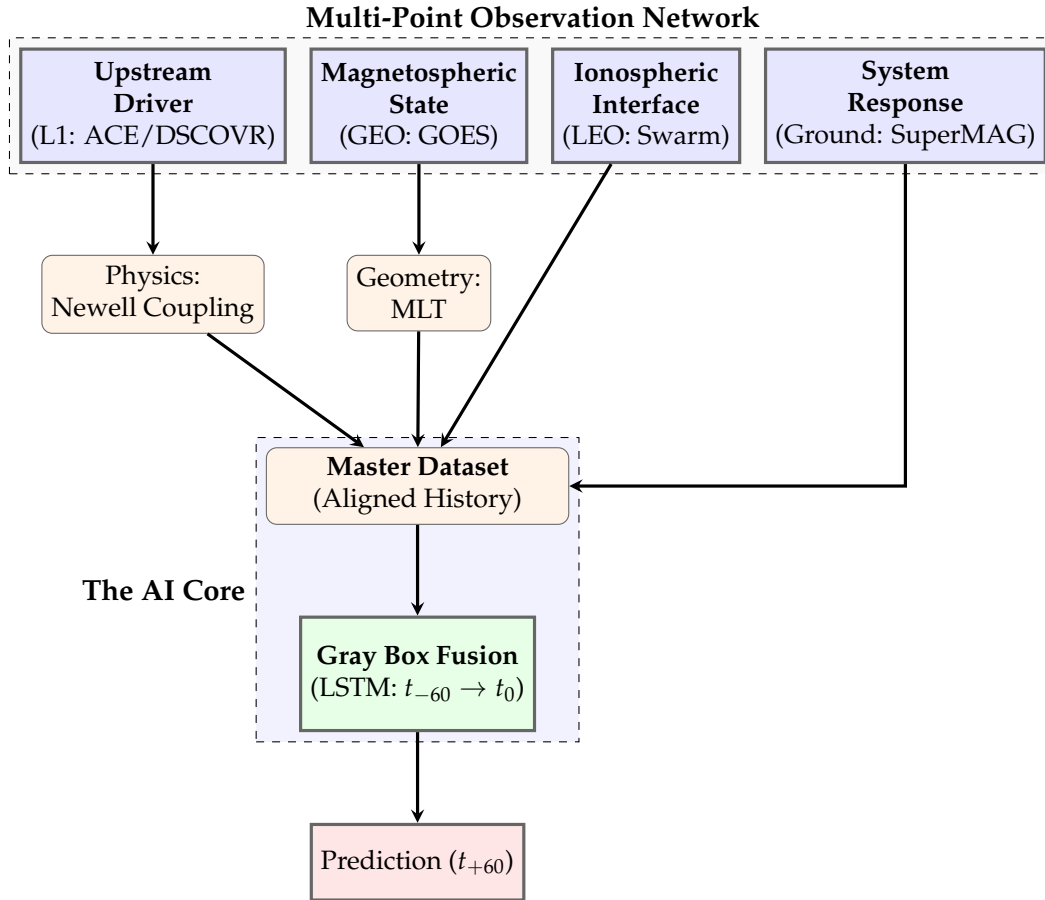 Multi-Point Observation Network
Upstream
Driver
(L1: ACE/DSCOVR)
Magnetospheric
State
(GEO: GOES)
Ionospheric
Interface
(LEO: Swarm)
System
Response
(Ground: SuperMAG)
Physics:
Newell Coupling
Geometry:
MLT
Master Dataset
(Aligned History)
The AI Core
Gray Box Fusion
(LSTM: t₋₆₀ → t₀)
Prediction (t₊₆₀)